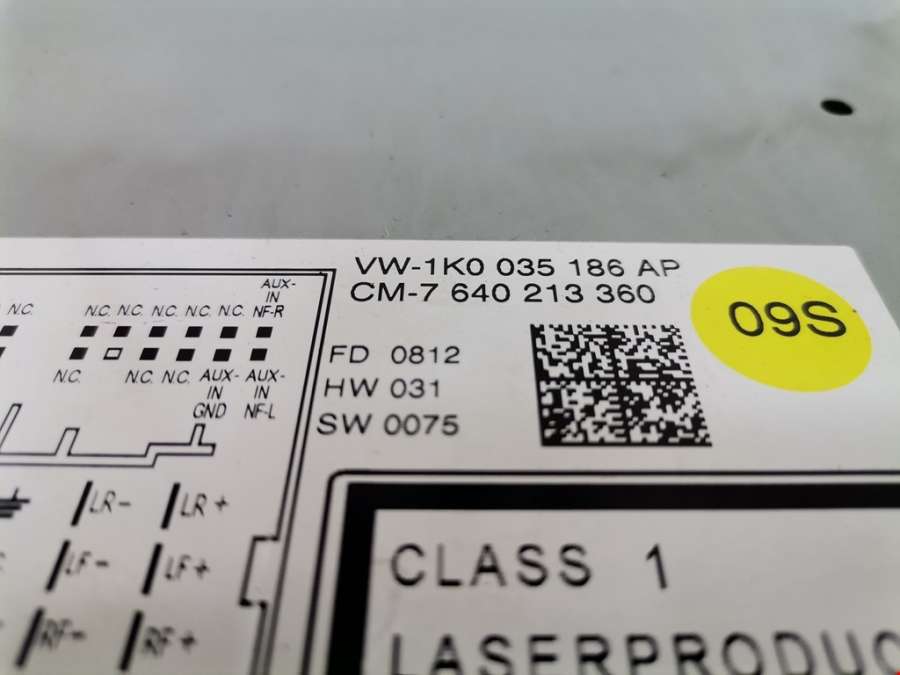 VW-1K0 035 186 AP
CM-7 640 213 360
09S
FD 0812
HW 031
SW 0075
AUX-
IN
N.C. N.C. N.C. N.C. N.C. N.C. NF-R
N.C. N.C. N.C. AUX- AUX-
IN IN
GND NF-L
LR- LR+
LF- LF+
RF- RF+
CLASS 1
LASERPRODUC